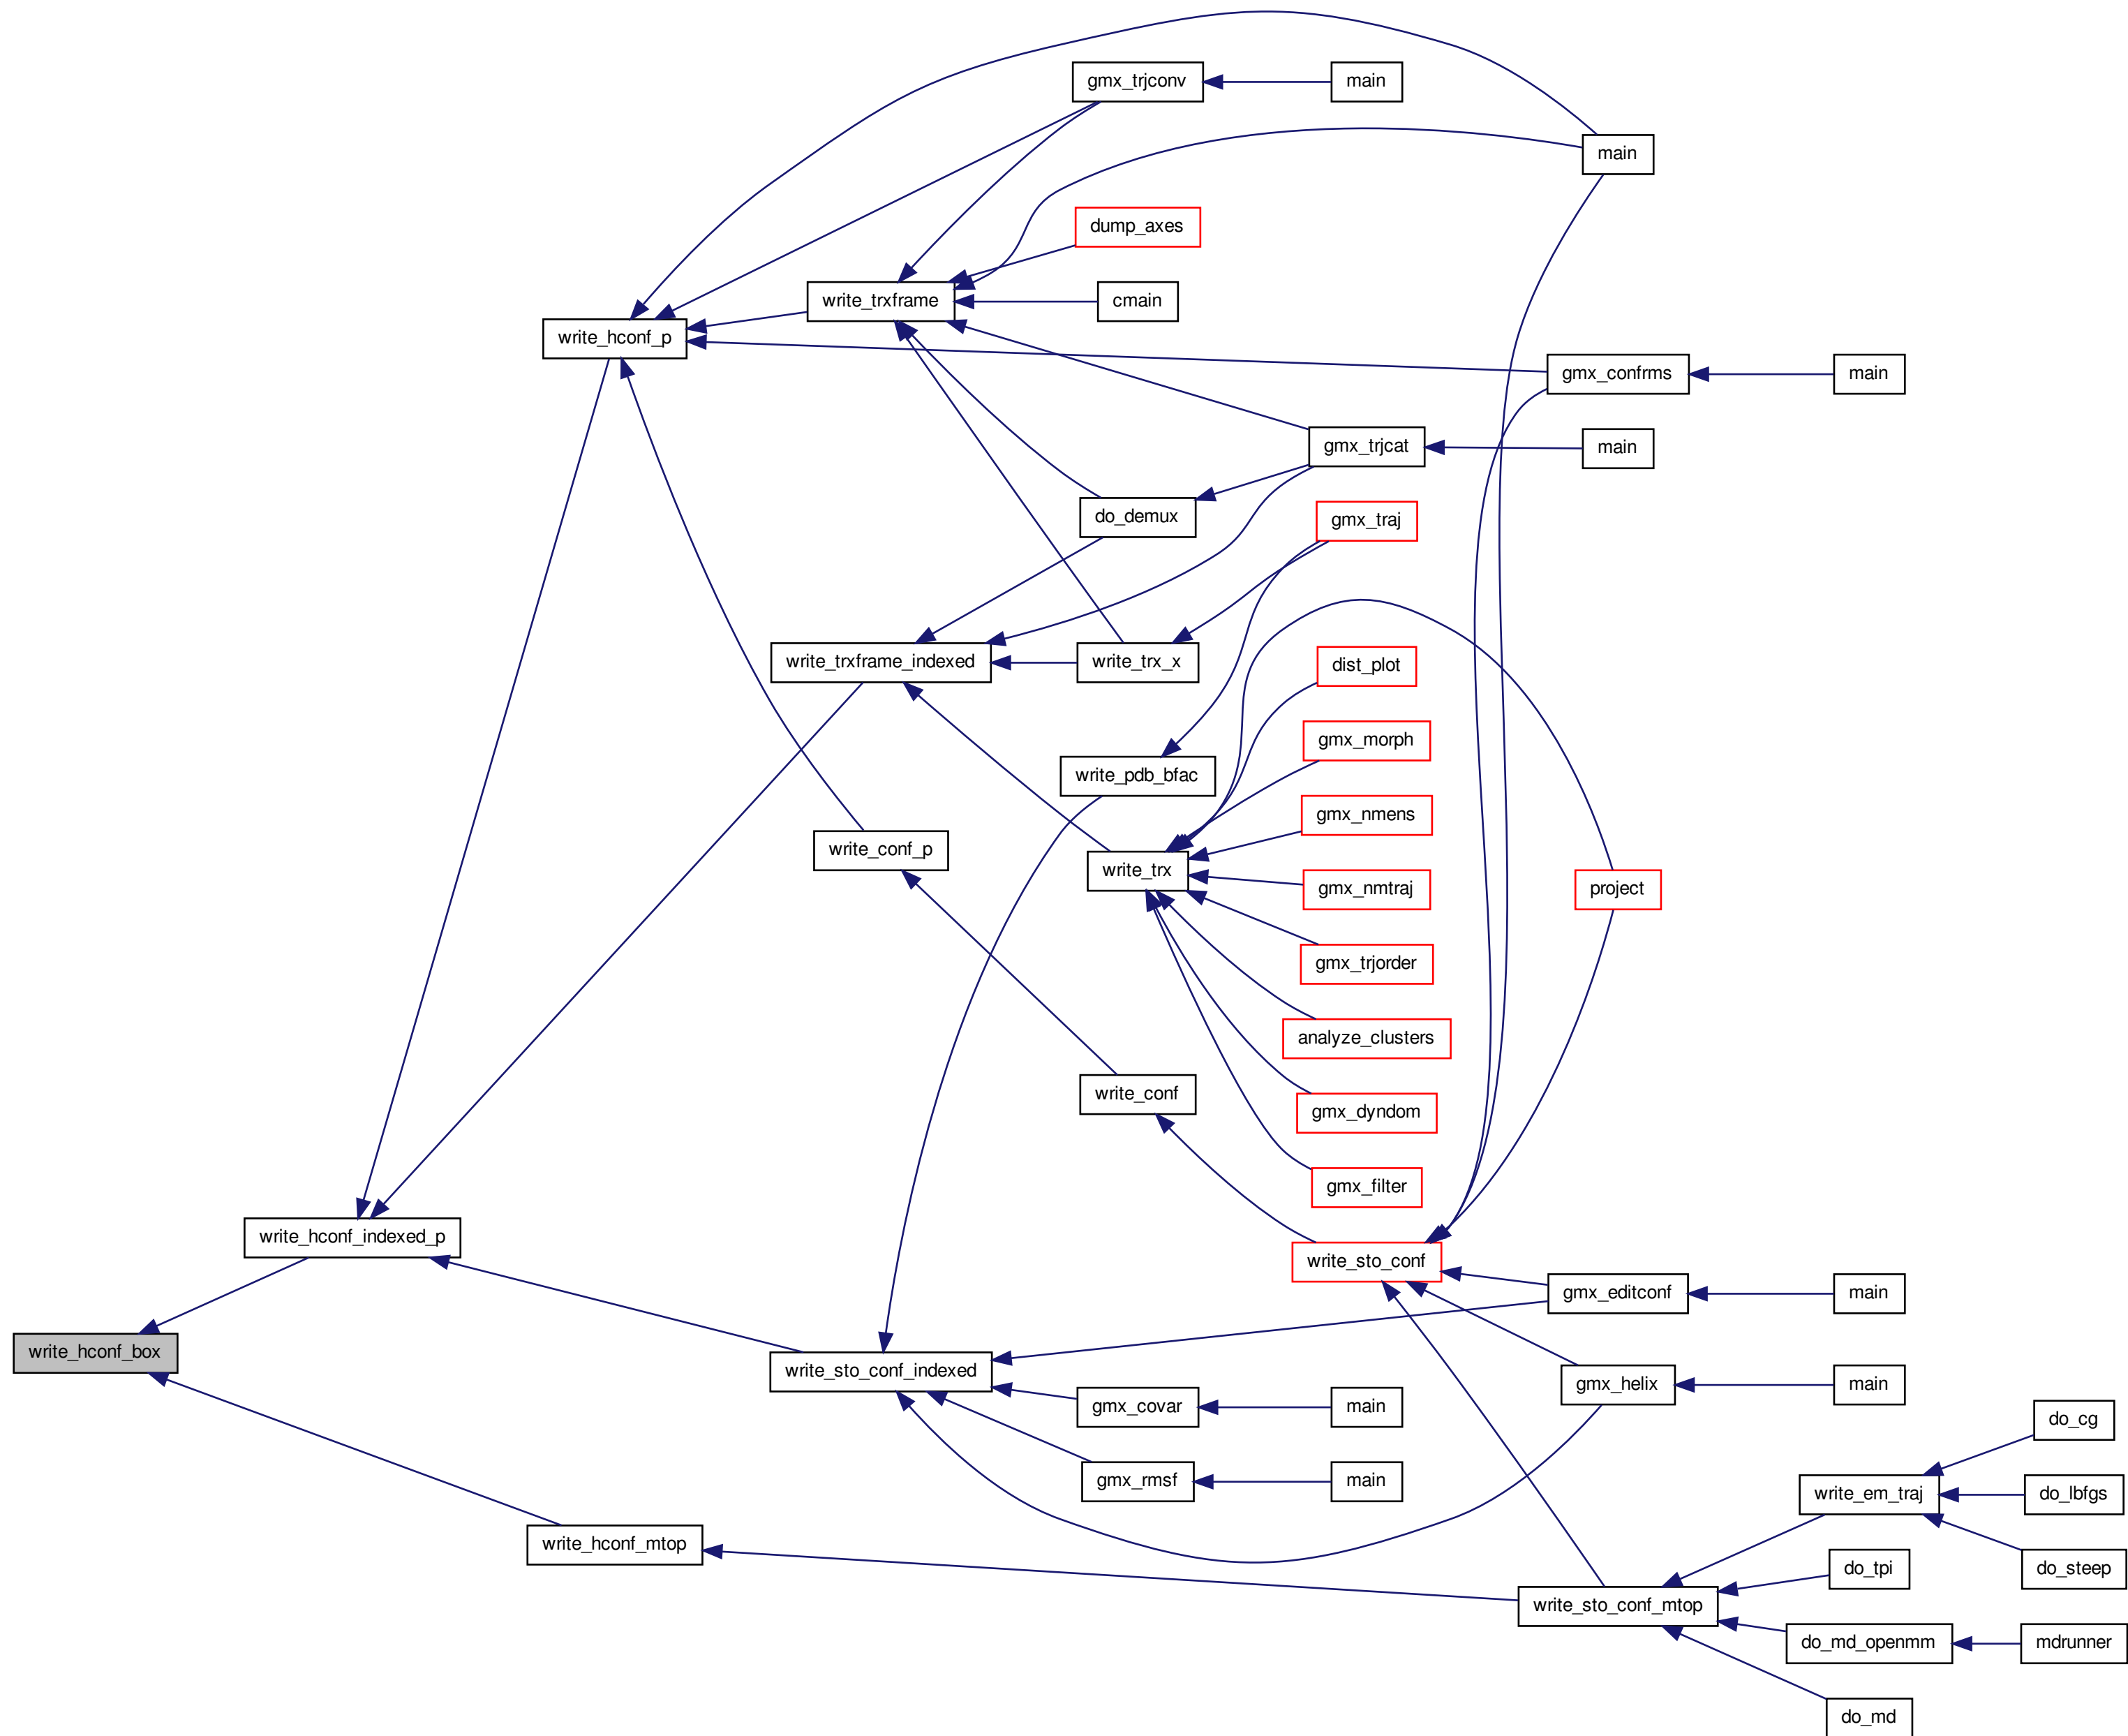 gmx_trjconv
main
main
dump_axes
write_trxframe
cmain
write_hconf_p
gmx_confrms
main
gmx_trjcat
main
do_demux
gmx_traj
write_trxframe_indexed
write_trx_x
dist_plot
gmx_morph
write_pdb_bfac
gmx_nmens
write_conf_p
write_trx
gmx_nmtraj
project
gmx_trjorder
analyze_clusters
write_conf
gmx_dyndom
gmx_filter
write_hconf_indexed_p
write_sto_conf
gmx_editconf
main
write_hconf_box
write_sto_conf_indexed
gmx_helix
main
gmx_covar
main
do_cg
gmx_rmsf
main
write_em_traj
do_lbfgs
write_hconf_mtop
do_tpi
do_steep
write_sto_conf_mtop
do_md_openmm
mdrunner
do_md